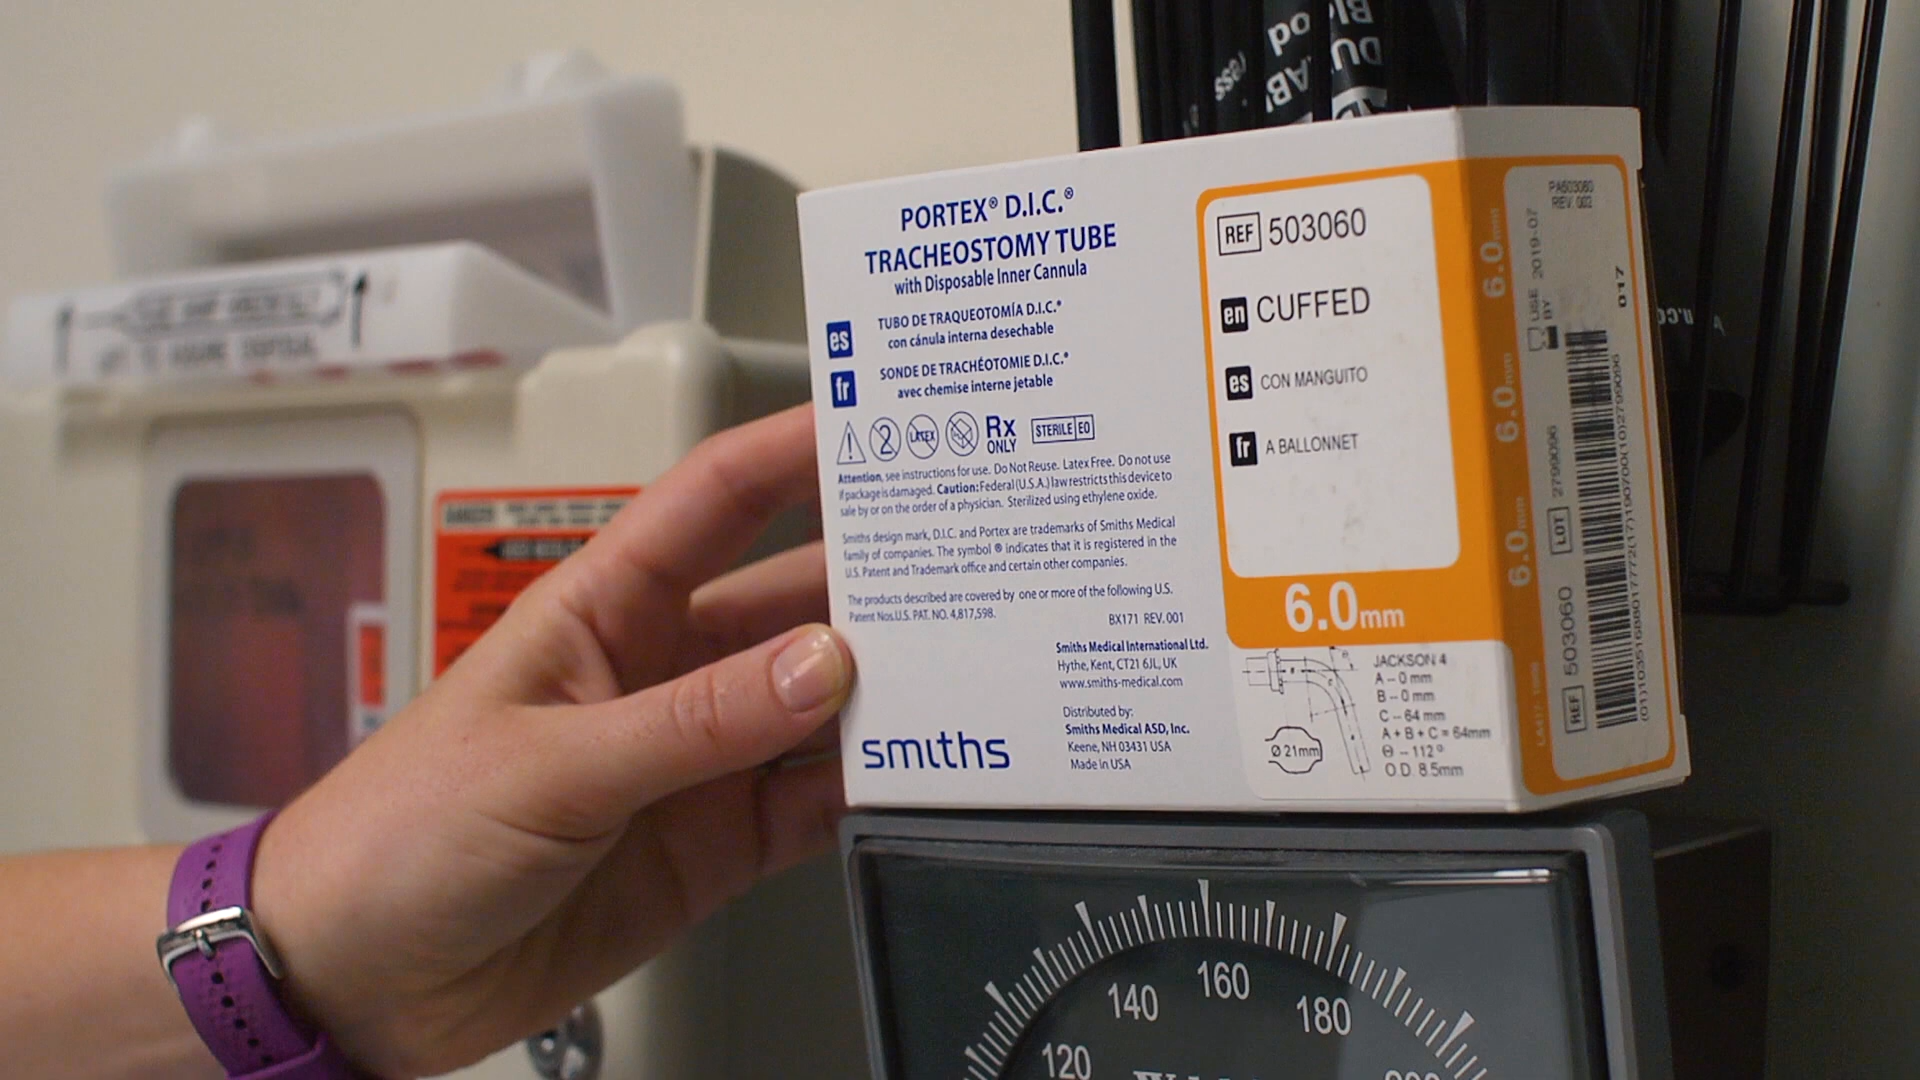 PORTEX® D.I.C.®
TRACHEOSTOMY TUBE
with Disposable Inner Cannula
es
TUBO DE TRAQUEOTOMÍA D.I.C.®
con cánula interna desechable
fr
SONDE DE TRACHÉOTOMIE D.I.C.®
avec chemise interne jetable
2
LATEX
Rx
ONLY
STERILE EO
Attention, see instructions for use. Do Not Reuse. Latex Free. Do not use
if package is damaged. Caution: Federal (U.S.A.) law restricts this device to
sale by or on the order of a physician. Sterilized using ethylene oxide.
Smiths design mark, D.I.C. and Portex are trademarks of Smiths Medical
family of companies. The symbol ® indicates that it is registered in the
U.S. Patent and Trademark office and certain other companies.
The products described are covered by one or more of the following U.S.
Patent Nos.U.S. PAT. NO. 4,817,598.
BX171 REV.001
Smiths Medical International Ltd.
Hythe, Kent, CT21 6JL, UK
www.smiths-medical.com
Distributed by:
Smiths Medical ASD, Inc.
Keene, NH 03431 USA
Made in USA
smiths
REF 503060
en CUFFED
es CON MANGUITO
fr A BALLONNET
6.0mm
JACKSON 4
A -- 0 mm
B -- 0 mm
C -- 64 mm
A + B + C = 64mm
Θ -- 112°
O.D. 8.5mm
Ø 21mm
PA503060
REV. 002
6.0mm
6.0mm
6.0mm
USE BY 2019-07
017
LOT 2799096
REF 503060
120
140
160
180